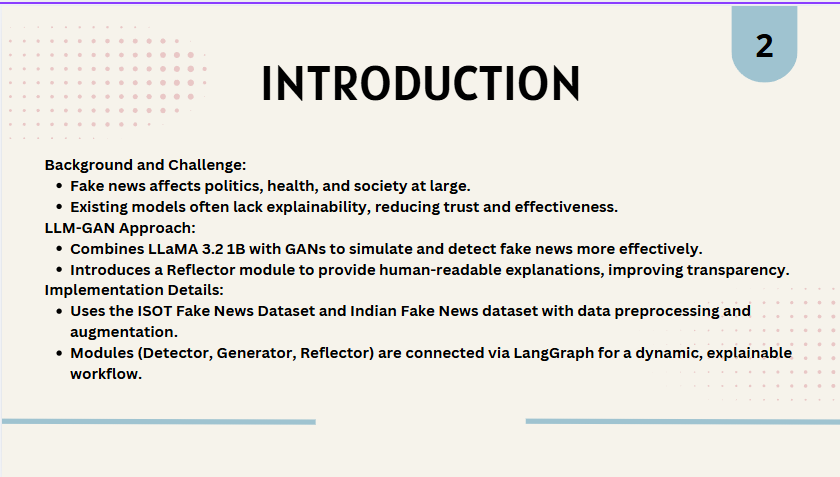 2
INTRODUCTION
Background and Challenge:
• Fake news affects politics, health, and society at large.
• Existing models often lack explainability, reducing trust and effectiveness.
LLM-GAN Approach:
• Combines LLaMA 3.2 1B with GANs to simulate and detect fake news more effectively.
• Introduces a Reflector module to provide human-readable explanations, improving transparency.
Implementation Details:
• Uses the ISOT Fake News Dataset and Indian Fake News dataset with data preprocessing and
augmentation.
• Modules (Detector, Generator, Reflector) are connected via LangGraph for a dynamic, explainable
workflow.